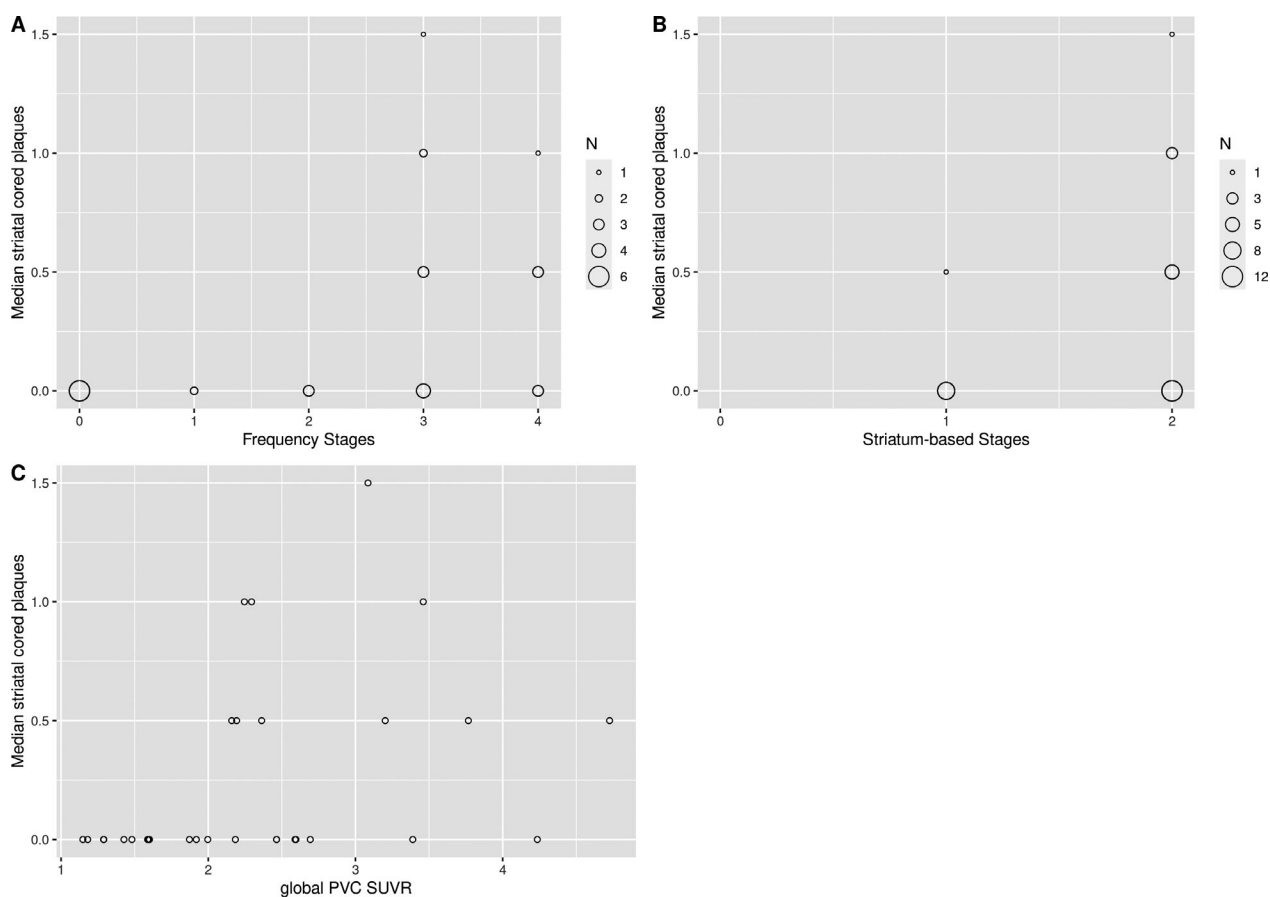 A
Median striatal cored plaques
1.5
1.0
0.5
0.0
0 1 2 3 4
Frequency Stages
N
1
2
3
4
6
B
Median striatal cored plaques
1.5
1.0
0.5
0.0
0 1 2
Striatum-based Stages
N
1
3
5
8
12
C
Median striatal cored plaques
1.5
1.0
0.5
0.0
1 2 3 4
global PVC SUVR